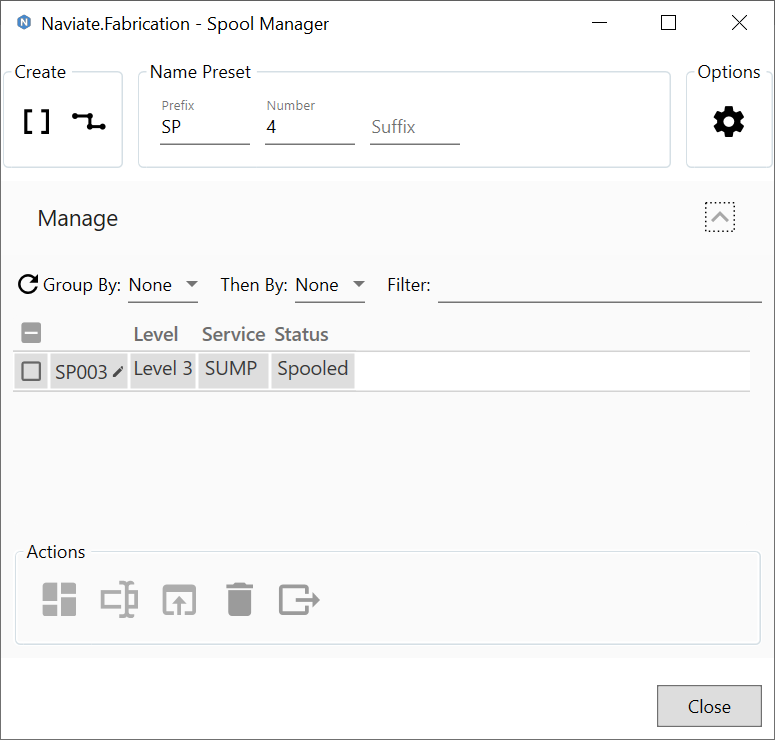 Naviate.Fabrication - Spool Manager
Create
Name Preset
Options
Prefix
Number
SP
4
Suffix
Manage
Group By: None
Then By: None
Filter:
Level Service Status
SP003 Level 3 SUMP Spooled
Actions
Close